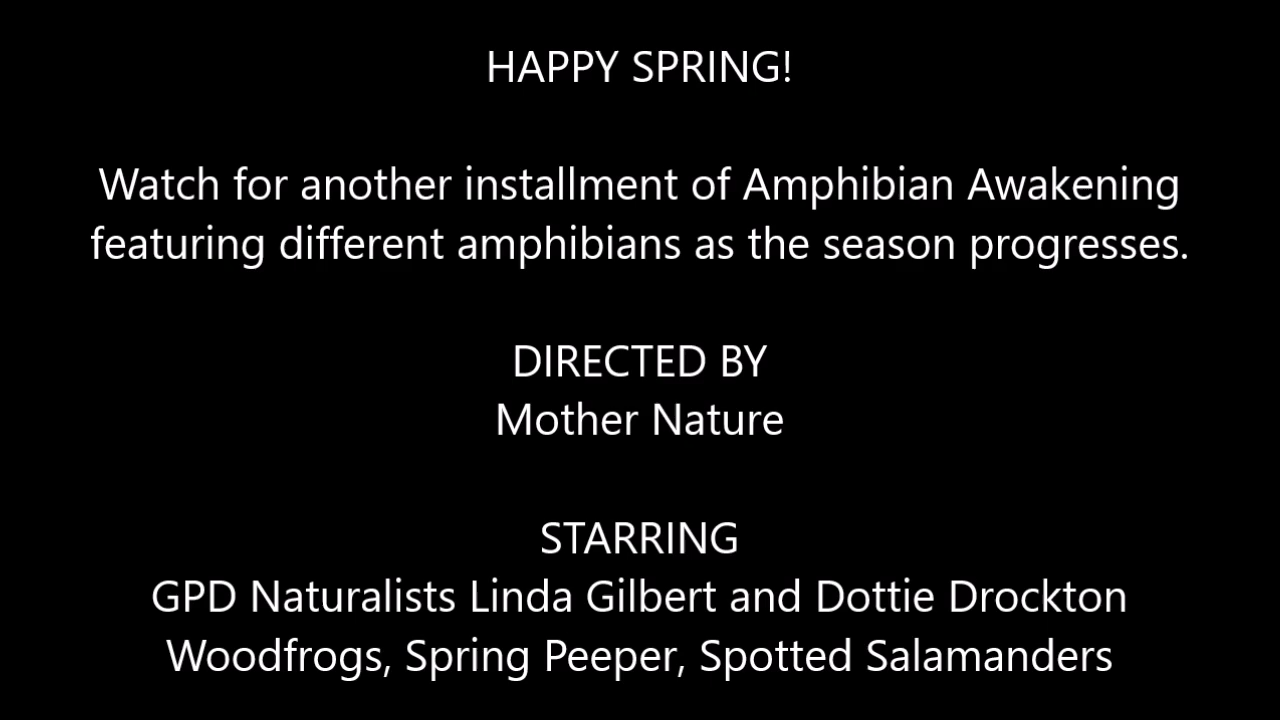 HAPPY SPRING!
Watch for another installment of Amphibian Awakening
featuring different amphibians as the season progresses.
DIRECTED BY
Mother Nature
STARRING
GPD Naturalists Linda Gilbert and Dottie Drockton
Woodfrogs, Spring Peeper, Spotted Salamanders